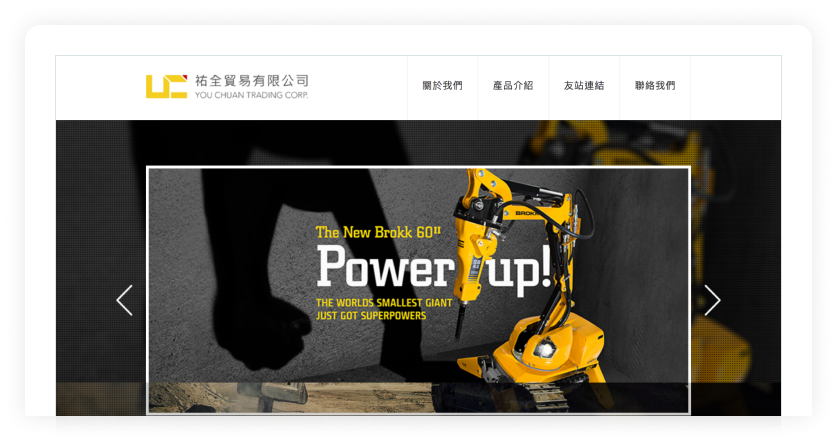 祐全貿易有限公司
YOU CHUAN TRADING CORP.
關於我們
產品介紹
友站連結
聯絡我們
BROKK
The New Brokk 60II
Power up!
THE WORLDS SMALLEST GIANT
JUST GOT SUPERPOWERS